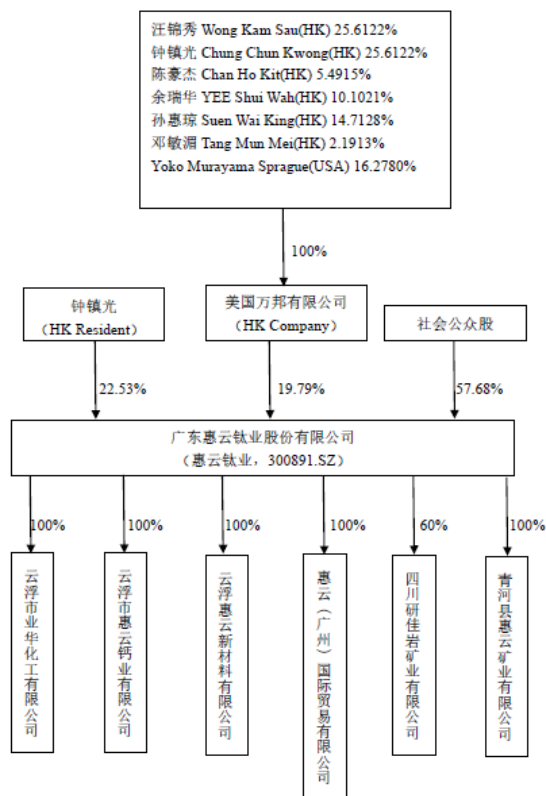 汪锦秀 Wong Kam Sau(HK) 25.6122%
钟镇光 Chung Chun Kwong(HK) 25.6122%
陈豪杰 Chan Ho Kit(HK) 5.4915%
余瑞华 YEE Shui Wah(HK) 10.1021%
孙惠琼 Suen Wai King(HK) 14.7128%
邓敏湄 Tang Mun Mei(HK) 2.1913%
Yoko Murayama Sprague(USA) 16.2780%
100%
钟镇光
（HK Resident）
美国万邦有限公司
（HK Company）
社会公众股
22.53%
19.79%
57.68%
广东惠云钛业股份有限公司
（惠云钛业，300891.SZ）
100%
100%
100%
100%
60%
100%
云浮市业华化工有限公司
云浮市惠云钙业有限公司
云浮惠云新材料有限公司
惠云（广州）国际贸易有限公司
四川研佳岩矿业有限公司
青河县惠云矿业有限公司